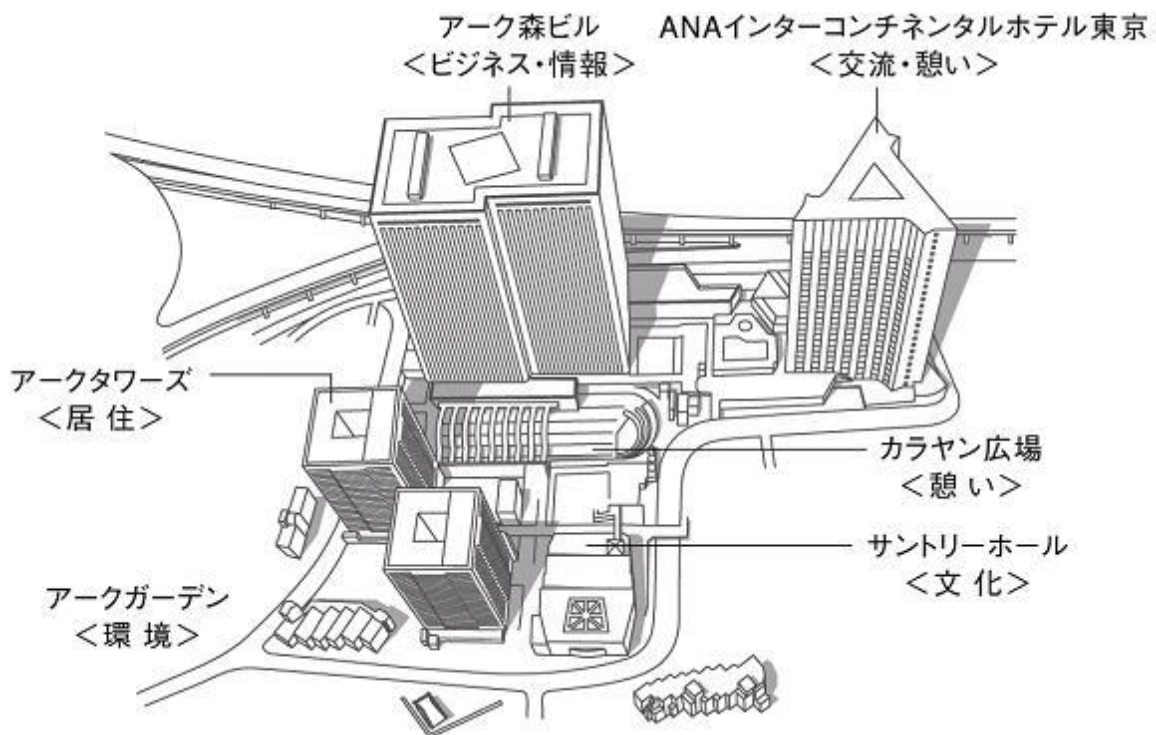 アーク森ビル
＜ビジネス・情報＞
ANAインターコンチネンタルホテル東京
＜交流・憩い＞
アークタワーズ
＜居 住＞
カラヤン広場
＜憩 い＞
サントリーホール
＜文 化＞
アークガーデン
＜環 境＞